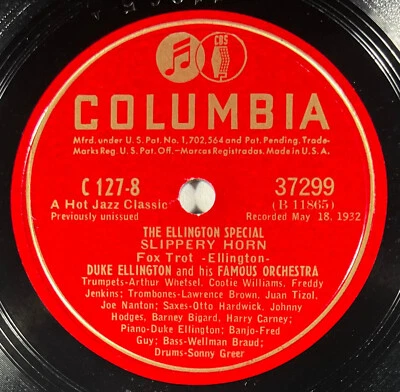 CBS
COLUMBIA
Mfrd. under U.S. Pat. No. 1,702,564 and Pat. Pending. Trade-
Marks Reg. U.S. Pat. Off.—Marcas Registradas. Made in U.S.A.
C 127-8
37299
A Hot Jazz Classic
(B 11865)
Previously unissued
Recorded May 18, 1932
THE ELLINGTON SPECIAL
SLIPPERY HORN
Fox Trot -Ellington-
DUKE ELLINGTON and his FAMOUS ORCHESTRA
Trumpets-Arthur Whetsel, Cootie Williams, Freddy
Jenkins; Trombones-Lawrence Brown, Juan Tizol,
Joe Nanton; Saxes-Otto Hardwick, Johnny
Hodges, Barney Bigard, Harry Carney;
Piano-Duke Ellington; Banjo-Fred
Guy; Bass-Wellman Braud;
Drums-Sonny Greer